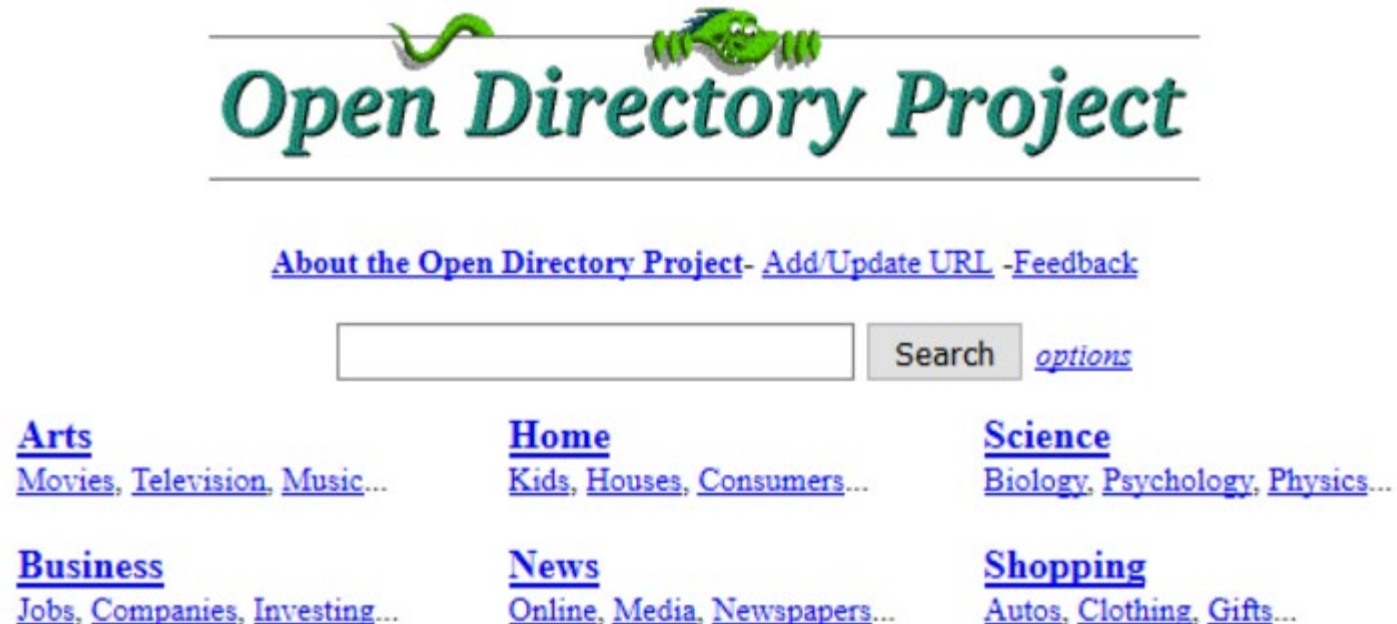 Open Directory Project
About the Open Directory Project- Add/Update URL -Feedback
Search options
Arts Home Science
Movies, Television, Music... Kids, Houses, Consumers... Biology, Psychology, Physics...
Business News Shopping
Jobs, Companies, Investing... Online, Media, Newspapers... Autos, Clothing, Gifts...